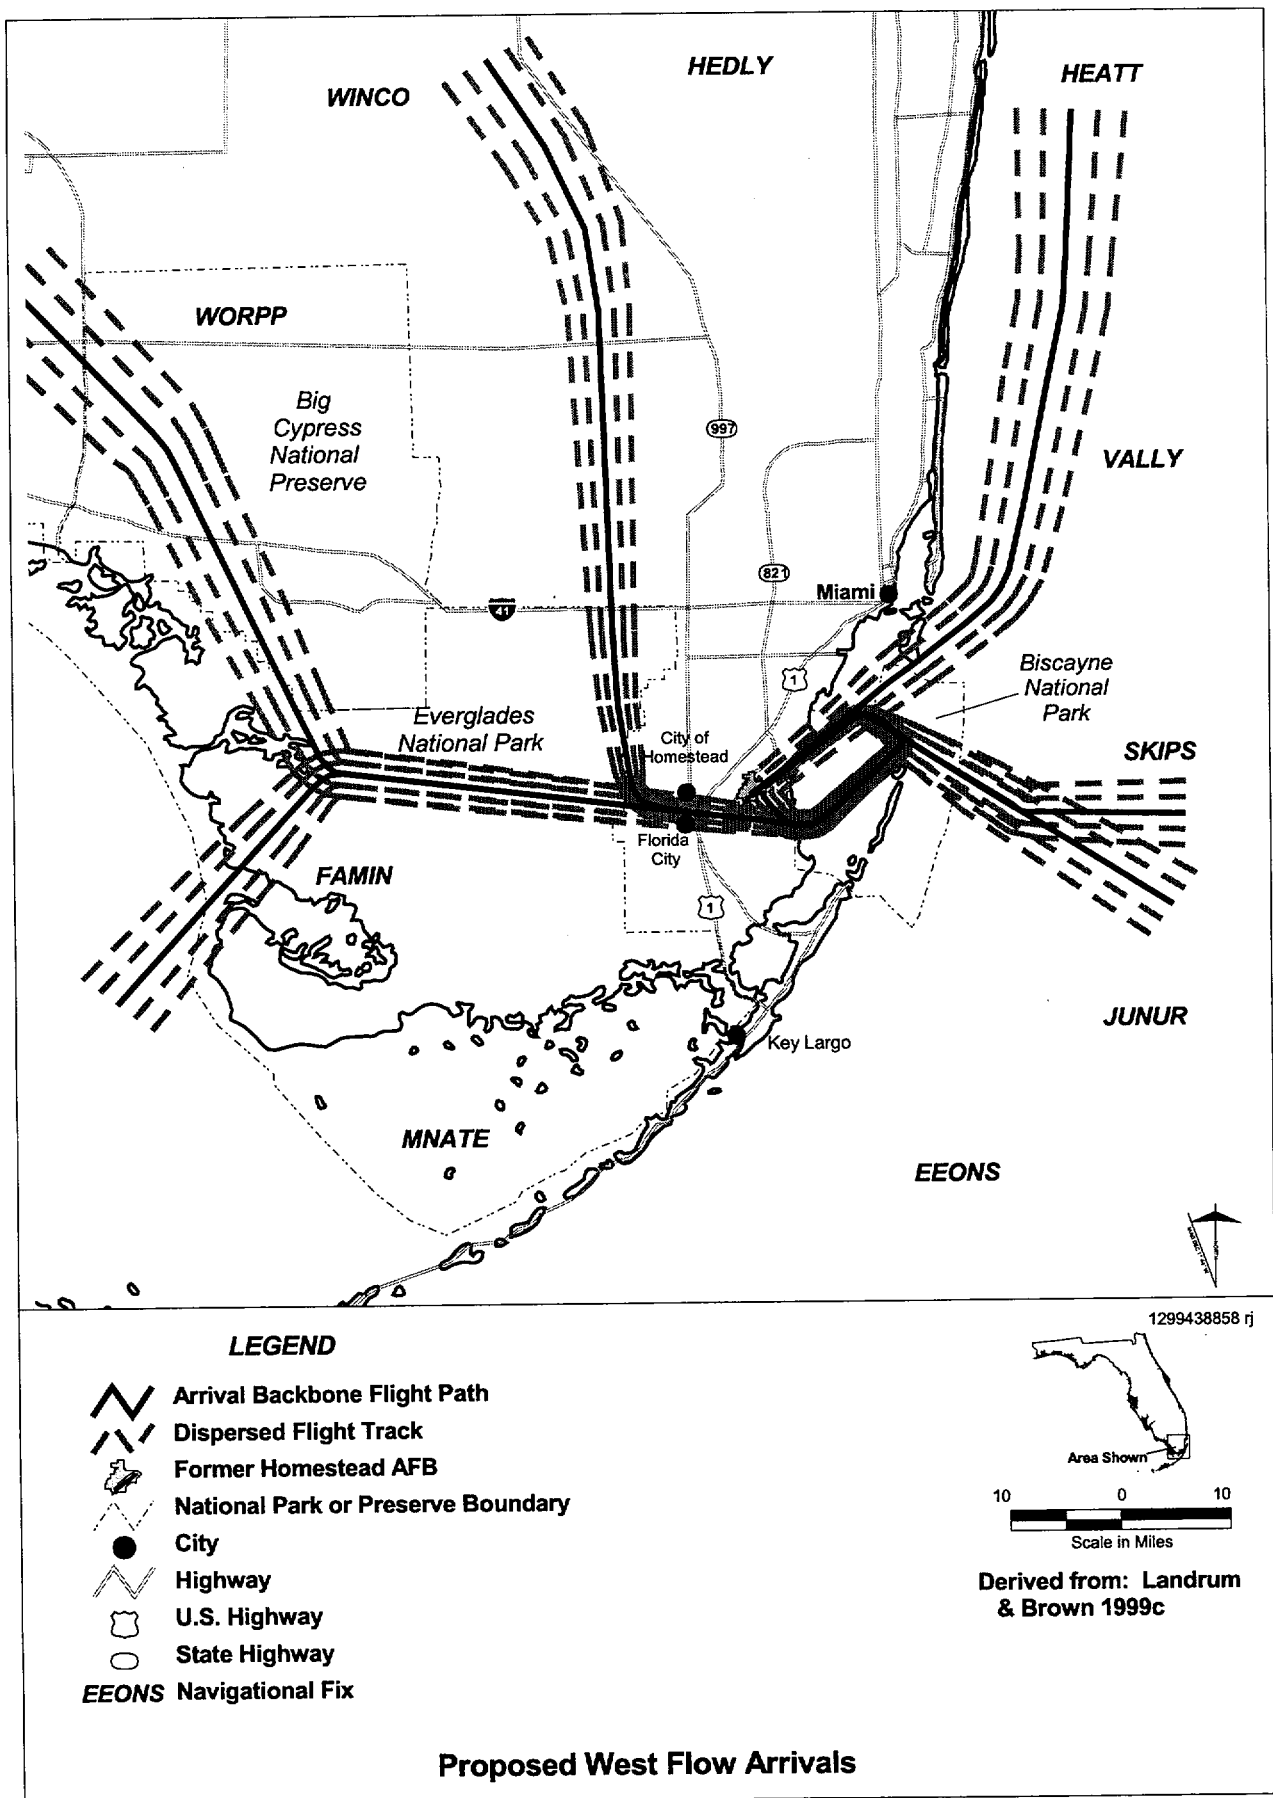 HEDLY
HEATT
WINCO
WORPP
Big
Cypress
National
Preserve
997
VALLY
821
Miami
41
1
Biscayne
National
Park
Everglades
National Park
City of
Homestead
SKIPS
Florida
City
FAMIN
1
JUNUR
Key Largo
MNATE
EEONS
1299438858 rj
LEGEND
Arrival Backbone Flight Path
Dispersed Flight Track
Former Homestead AFB
National Park or Preserve Boundary
City
Highway
U.S. Highway
State Highway
EEONS Navigational Fix
Area Shown
10 0 10
Scale in Miles
Derived from: Landrum
& Brown 1999c
Proposed West Flow Arrivals